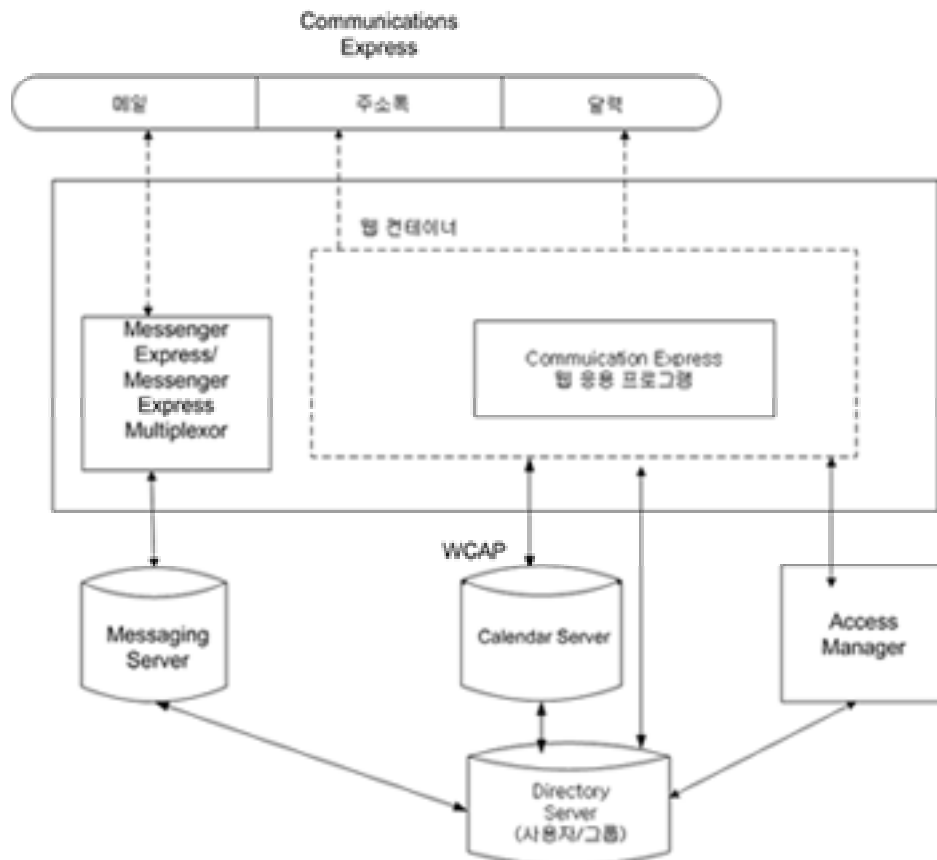 Communications
Express
메일
주소록
달력
웹 컨테이너
Messenger
Express/
Messenger
Express
Multiplexor
Commuication Express
웹 응용 프로그램
WCAP
Messaging
Server
Calendar Server
Access
Manager
Directory
Server
(사용자/그룹)